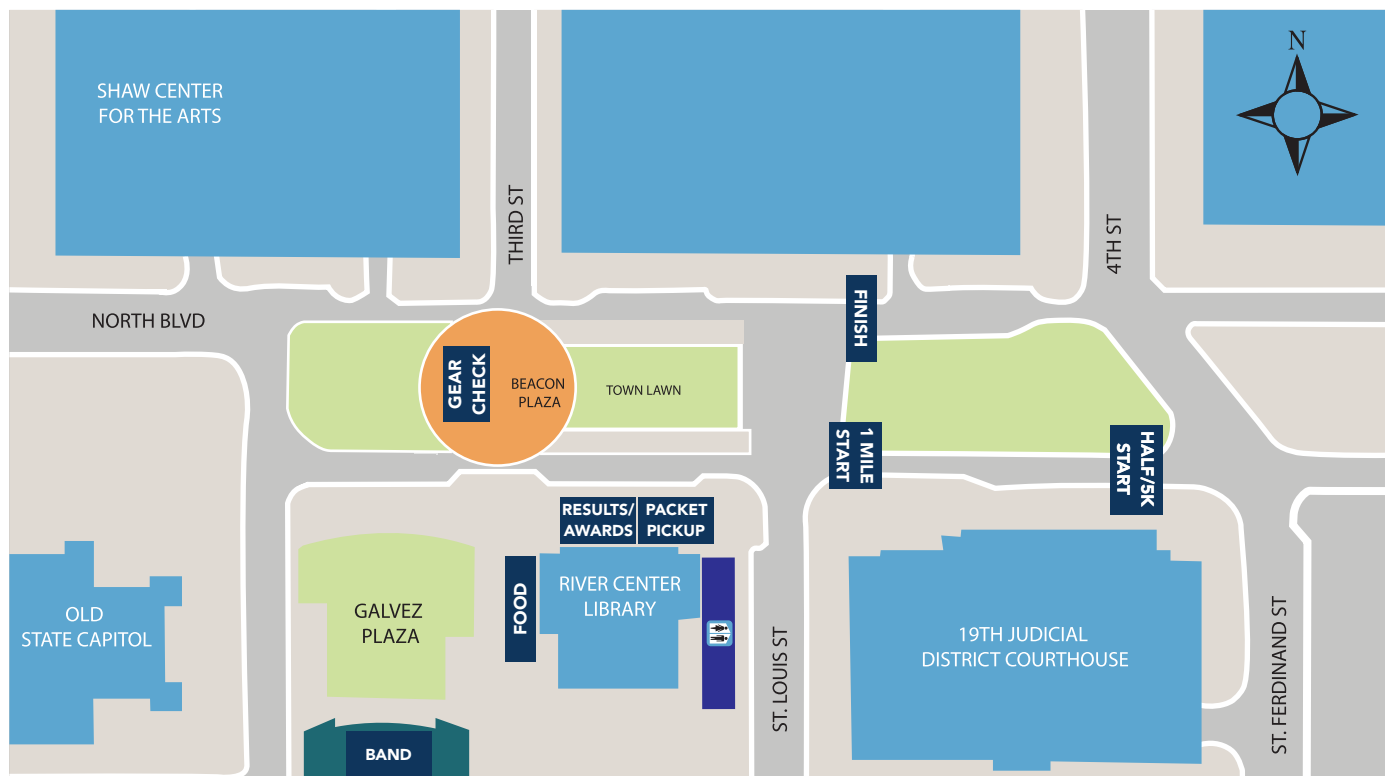 N
SHAW CENTER
FOR THE ARTS
THIRD ST
4TH ST
NORTH BLVD
FINISH
GEAR
CHECK
BEACON
PLAZA
TOWN LAWN
1 MILE
START
HALF/5K
START
RESULTS/
AWARDS
PACKET
PICKUP
FOOD
RIVER CENTER
LIBRARY
GALVEZ
PLAZA
OLD
STATE CAPITOL
19TH JUDICIAL
DISTRICT COURTHOUSE
ST. LOUIS ST
ST. FERDINAND ST
BAND